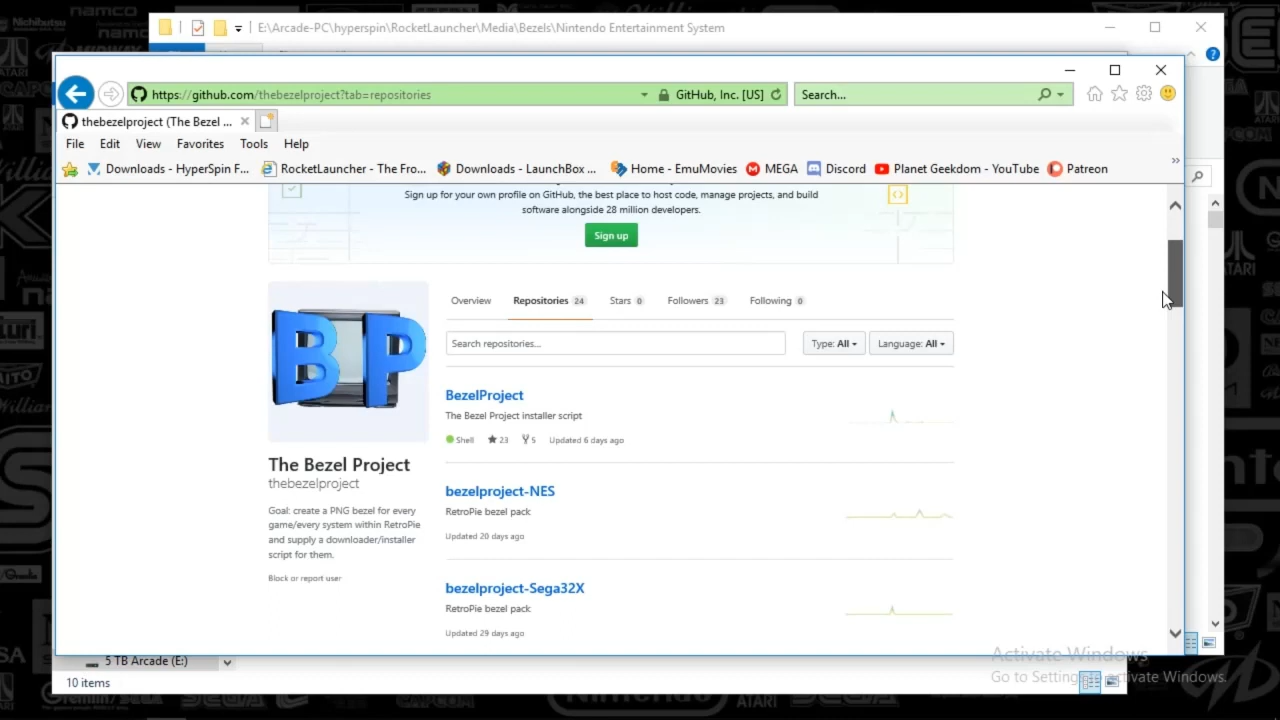 E:\Arcade-PC\hyperspin\RocketLauncher\Media\Bezels\Nintendo Entertainment System
https://github.com/thebezelproject?tab=repositories
GitHub, Inc. [US]
Search...
thebezelproject (The Bezel ...
File Edit View Favorites Tools Help
Downloads - HyperSpin F... RocketLauncher - The Fro... Downloads - LaunchBox ... Home - EmuMovies MEGA Discord Planet Geekdom - YouTube Patreon
Sign up for your own profile on GitHub, the best place to host code, manage projects, and build
software alongside 28 million developers.
Sign up
Overview Repositories 24 Stars 0 Followers 23 Following 0
Search repositories...
Type: All Language: All
BezelProject
The Bezel Project installer script
Shell 23 5 Updated 6 days ago
bezelproject-NES
RetroPie bezel pack
Updated 20 days ago
bezelproject-Sega32X
RetroPie bezel pack
Updated 29 days ago
BP
The Bezel Project
thebezelproject
Goal: create a PNG bezel for every
game/every system within RetroPie
and supply a downloader/installer
script for them.
Block or report user
5 TB Arcade (E:)
10 items
Activate Windows
Go to Settings to activate Windows.
Nichibutsu
namco
ATARI
Williams